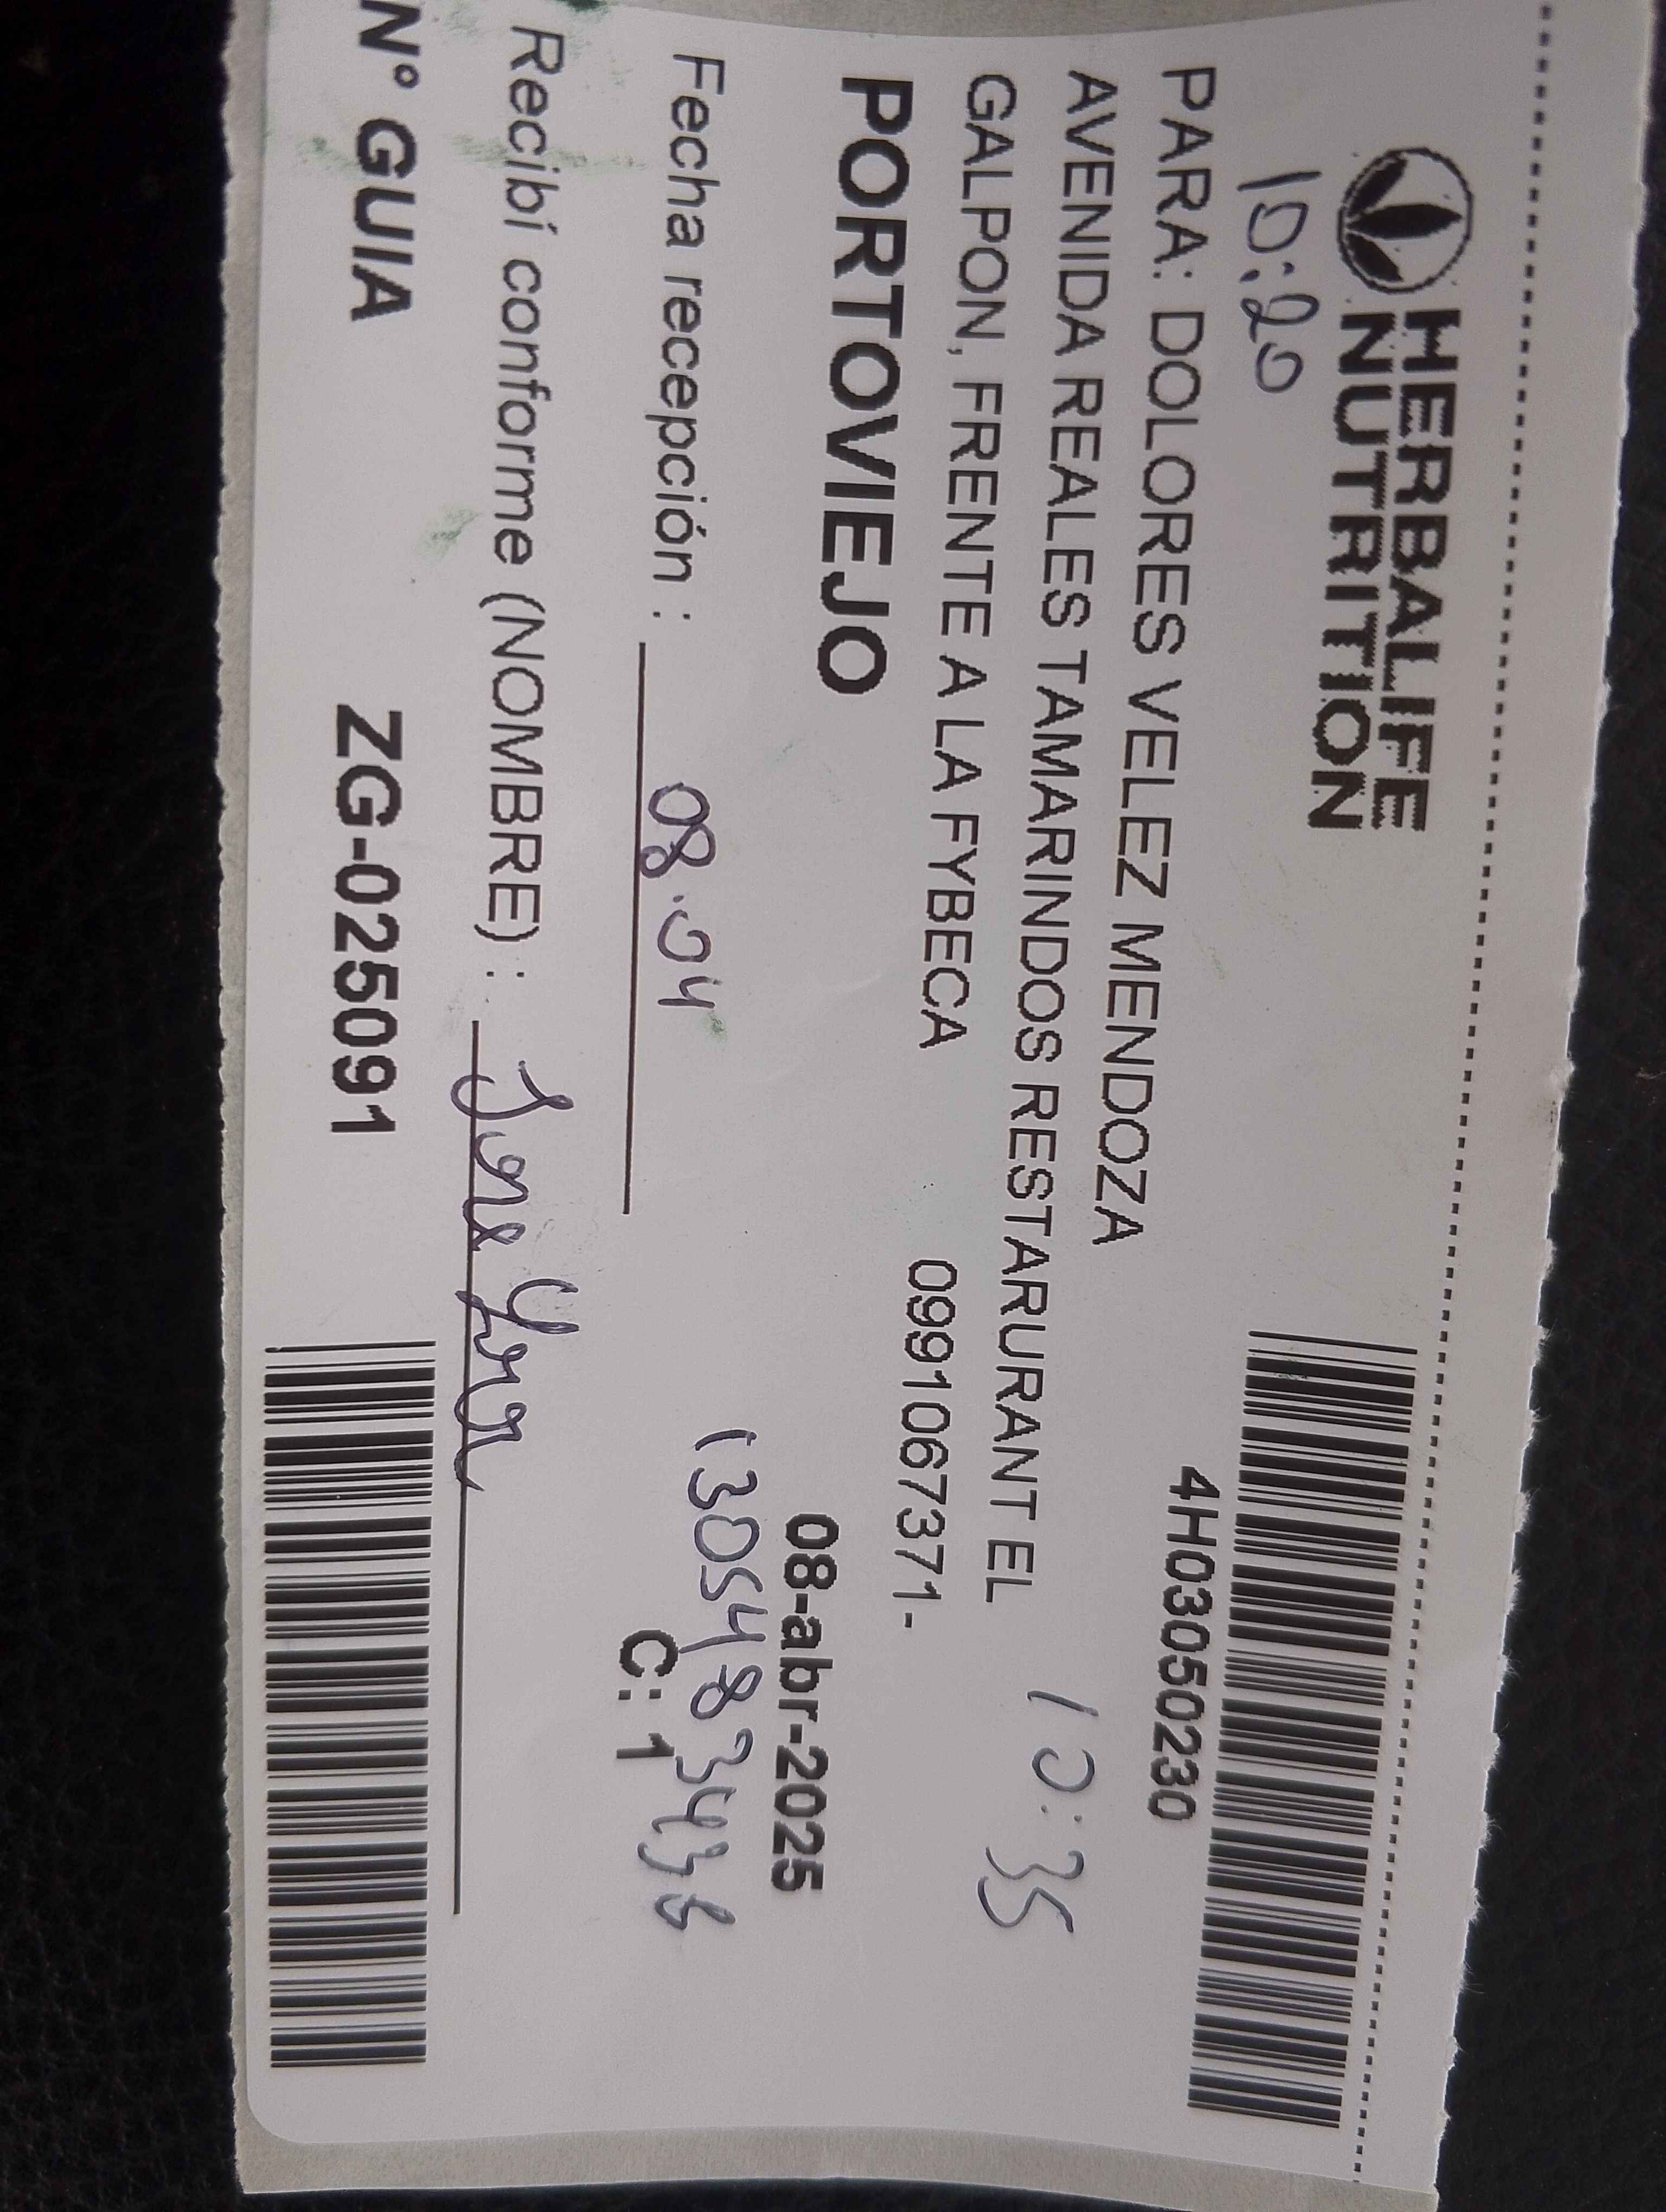 HERBALIFE
NUTRITION
10:20
4H03050230
PARA: DOLORES VELEZ MENDOZA
AVENIDA REALES TAMARINDOS RESTARURANT EL
10:35
GALPON, FRENTE A LA FYBECA
0991067371-
PORTOVIEJO
08-abr-2025
Fecha recepción : 08.04
C: 1
Recibí conforme (NOMBRE) :
N° GUIA ZG-025091